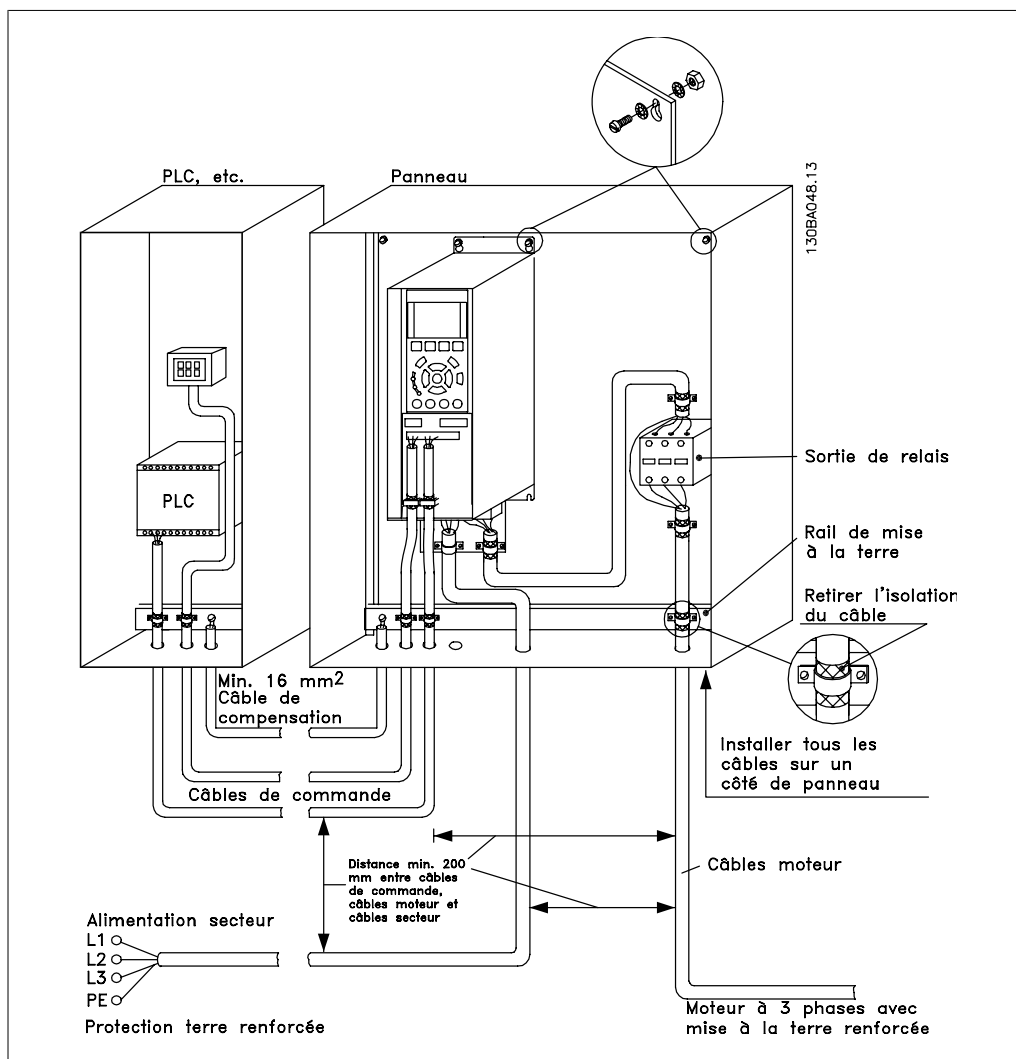 130BA048.13
PLC, etc.
Panneau
PLC
Sortie de relais
Rail de mise
à la terre
Retirer l'isolation
du câble
Min. 16 mm2
Câble de
compensation
Installer tous les
câbles sur un
côté de panneau
Câbles de commande
Distance min. 200
mm entre câbles
de commande,
câbles moteur et
câbles secteur
Câbles moteur
Alimentation secteur
L1
L2
L3
PE
Protection terre renforcée
Moteur à 3 phases avec
mise à la terre renforcée